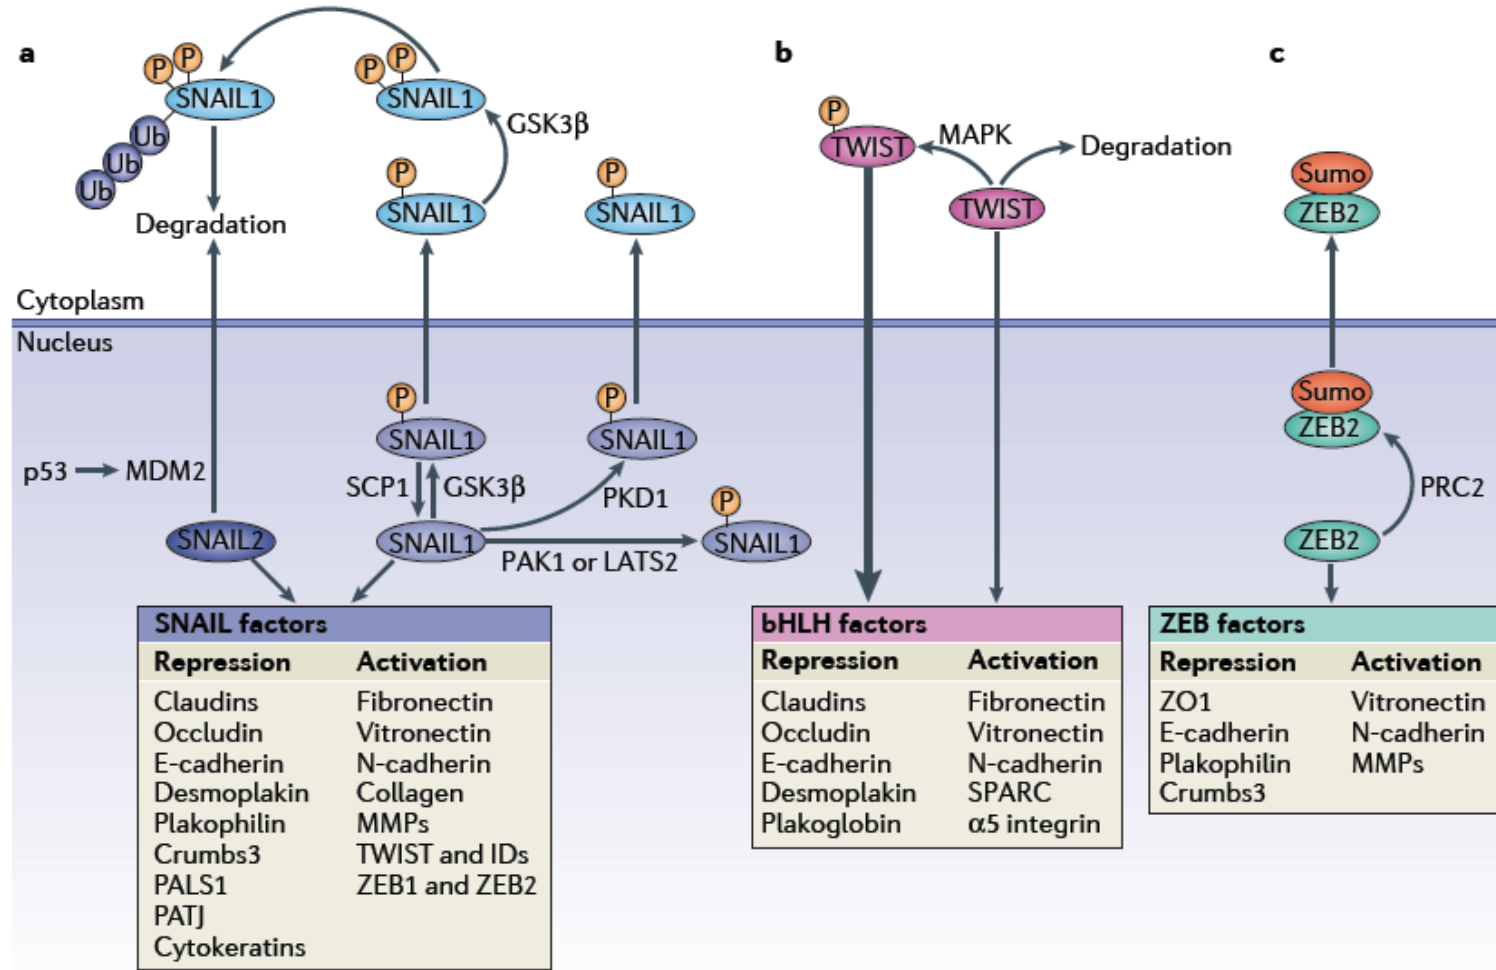 a
P P
SNAIL1
Ub
Ub
Ub
Degradation
P P
SNAIL1
GSK3β
P
SNAIL1
P
SNAIL1
Cytoplasm
Nucleus
P
SNAIL1
P
SNAIL1
p53
MDM2
SCP1
GSK3β
PKD1
P
SNAIL2
SNAIL1
SNAIL1
PAK1 or LATS2
SNAIL factors
Repression Activation
Claudins Fibronectin
Occludin Vitronectin
E-cadherin N-cadherin
Desmoplakin Collagen
Plakophilin MMPs
Crumbs3 TWIST and IDs
PALS1 ZEB1 and ZEB2
PATJ
Cytokeratins
b
P
TWIST
MAPK
Degradation
TWIST
bHLH factors
Repression Activation
Claudins Fibronectin
Occludin Vitronectin
E-cadherin N-cadherin
Desmoplakin SPARC
Plakoglobin α5 integrin
c
Sumo
ZEB2
Sumo
ZEB2
PRC2
ZEB2
ZEB factors
Repression Activation
ZO1 Vitronectin
E-cadherin N-cadherin
Plakophilin MMPs
Crumbs3